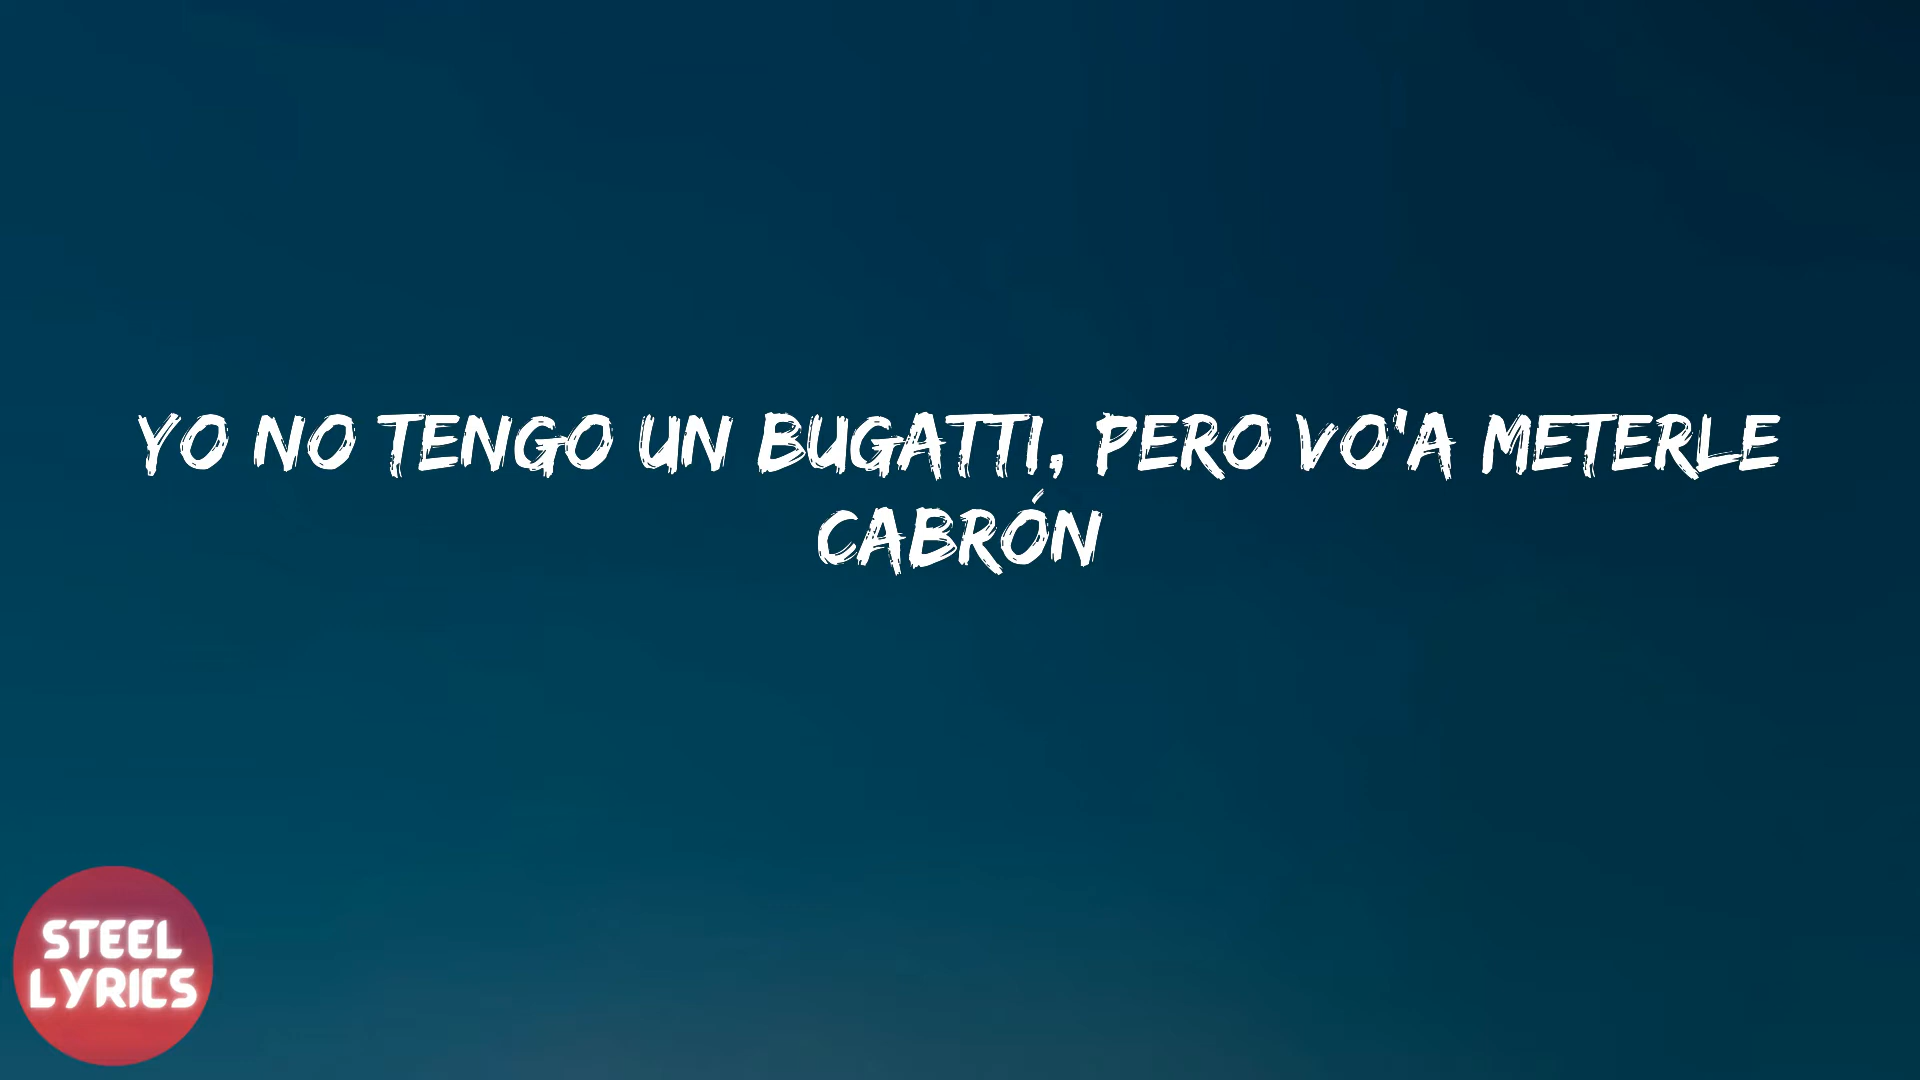 YO NO TENGO UN BUGATTI, PERO VO'A METERLE
CABRÓN
STEEL
LYRICS